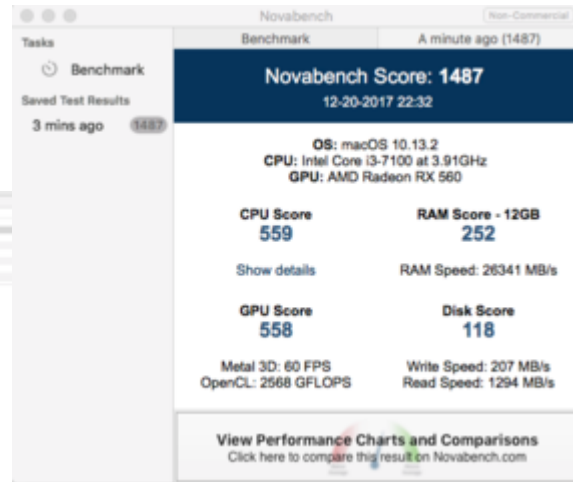 Novabench
Non-Commercial
Tasks
Benchmark
Saved Test Results
3 mins ago 1487
Benchmark
A minute ago (1487)
Novabench Score: 1487
12-20-2017 22:32
OS: macOS 10.13.2
CPU: Intel Core i3-7100 at 3.91GHz
GPU: AMD Radeon RX 560
CPU Score
559
Show details
RAM Score - 12GB
252
RAM Speed: 26341 MB/s
GPU Score
558
Metal 3D: 60 FPS
OpenCL: 2568 GFLOPS
Disk Score
118
Write Speed: 207 MB/s
Read Speed: 1294 MB/s
View Performance Charts and Comparisons
Click here to compare this result on Novabench.com